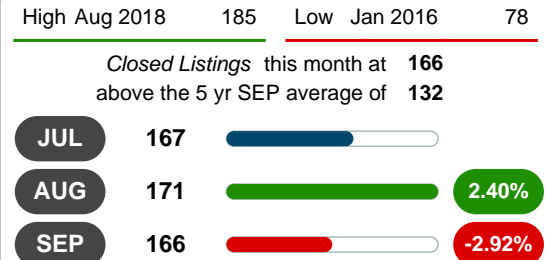 High Aug 2018 185 Low Jan 2016 78
Closed Listings this month at 166
above the 5 yr SEP average of 132
JUL 167
AUG 171 2.40%
SEP 166 -2.92%